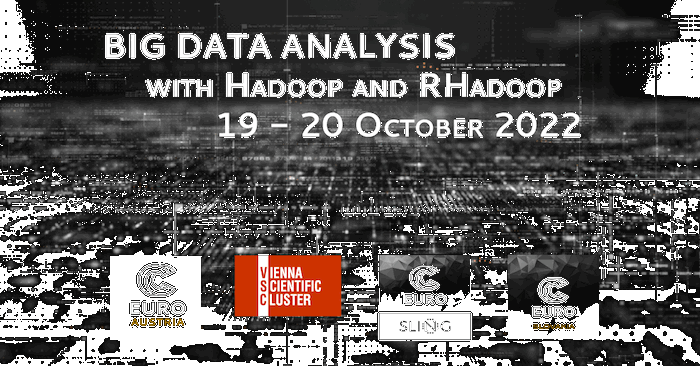 BIG DATA ANALYSIS
WITH HADOOP AND RHADOOP
19 – 20 OCTOBER 2022
EURO
AUSTRIA
VIENNA
SCIENTIFIC
CLUSTER
EURO
SLING
EURO